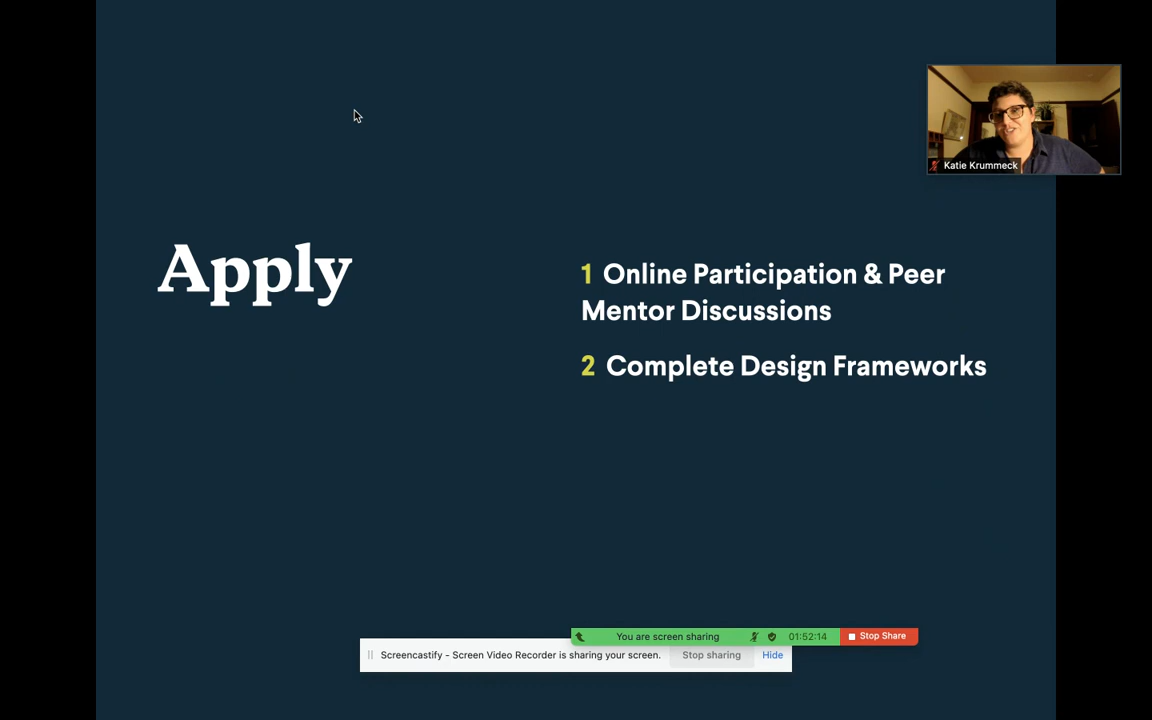 Katie Krummeck
Apply
1 Online Participation & Peer
Mentor Discussions
2 Complete Design Frameworks
You are screen sharing 01:52:14 Stop Share
Screencastify - Screen Video Recorder is sharing your screen. Stop sharing Hide